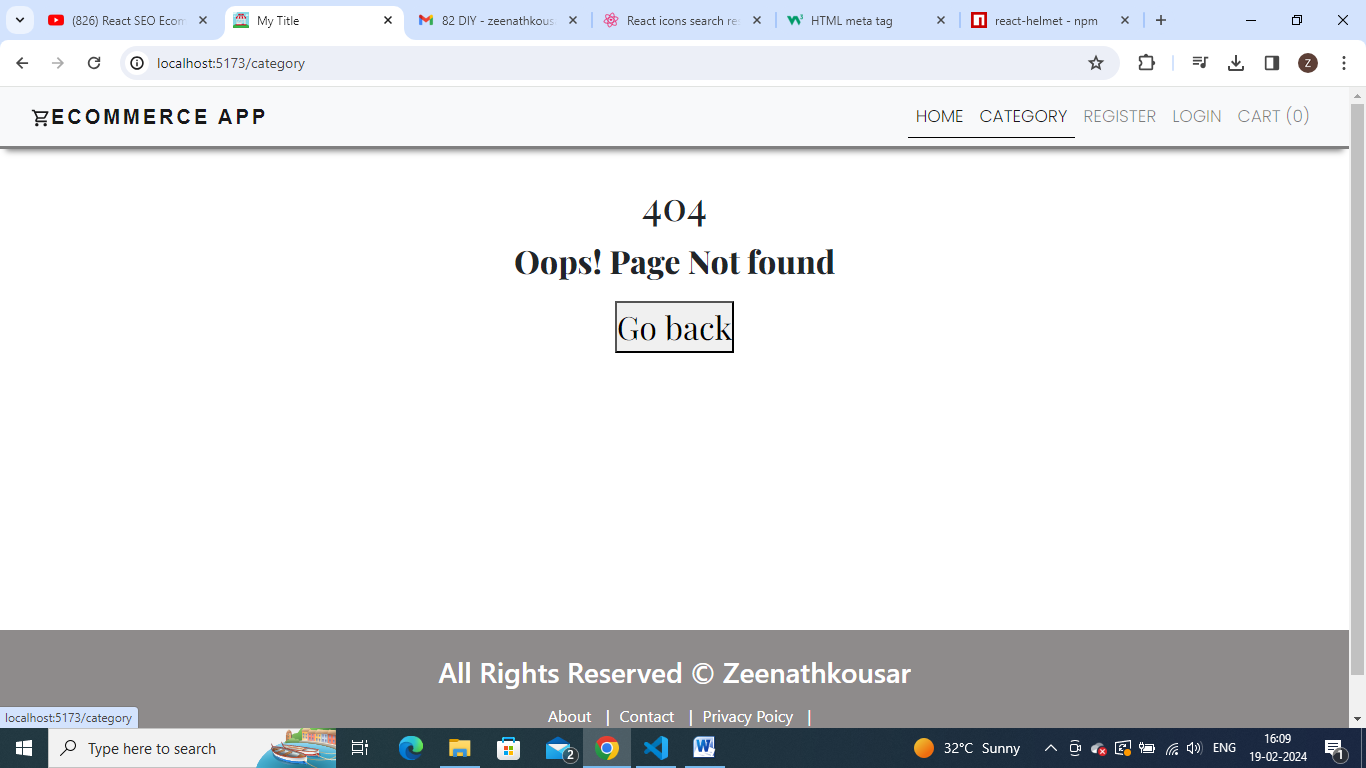 (826) React SEO Ecom
My Title
82 DIY - zeenathkous
React icons search re
HTML meta tag
react-helmet - npm
localhost:5173/category
Z
ECOMMERCE APP
HOME
CATEGORY
REGISTER
LOGIN
CART (0)
404
Oops! Page Not found
Go back
All Rights Reserved © Zeenathkousar
About | Contact | Privacy Poicy |
localhost:5173/category
Type here to search
2
32°C Sunny
ENG
16:09
19-02-2024
1